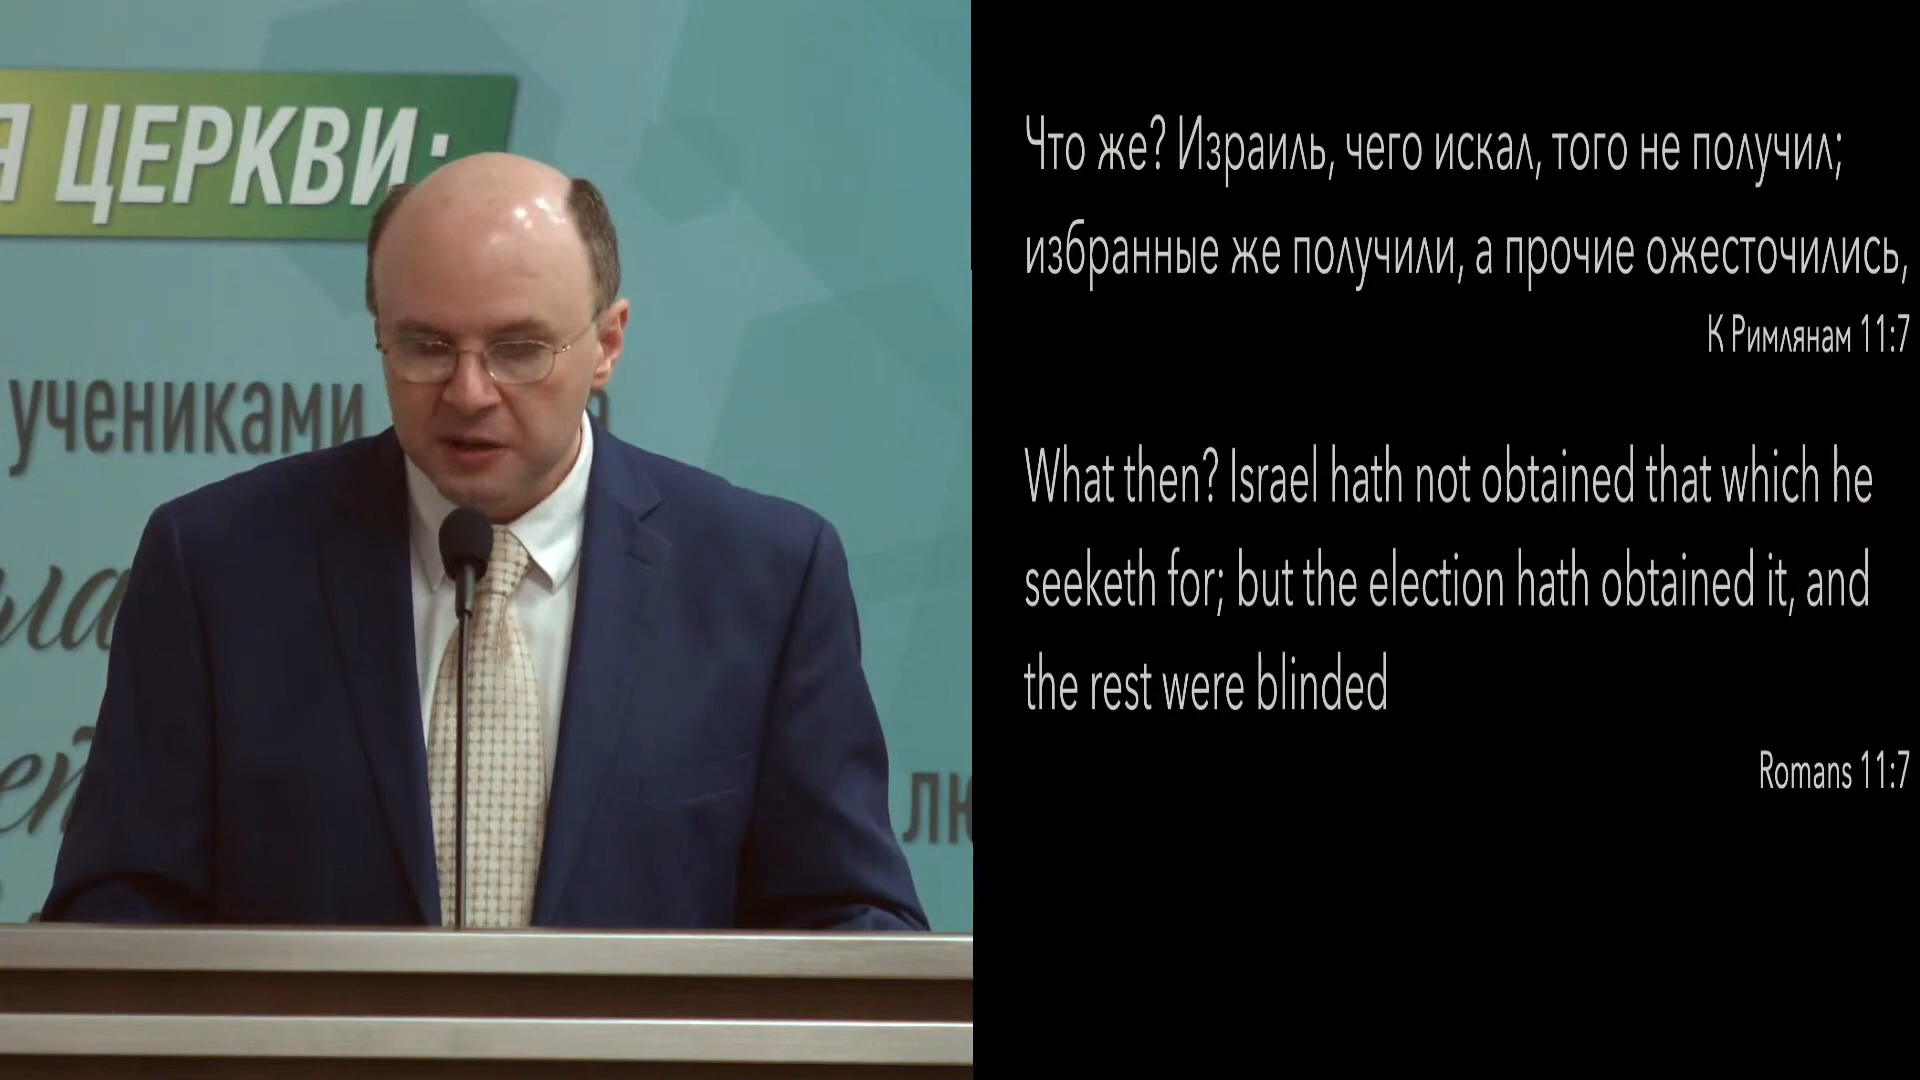 Я ЦЕРКВИ:
учениками
лю
Что же? Израиль, чего искал, того не получил;
избранные же получили, а прочие ожесточились,
К Римлянам 11:7
What then? Israel hath not obtained that which he
seeketh for; but the election hath obtained it, and
the rest were blinded
Romans 11:7